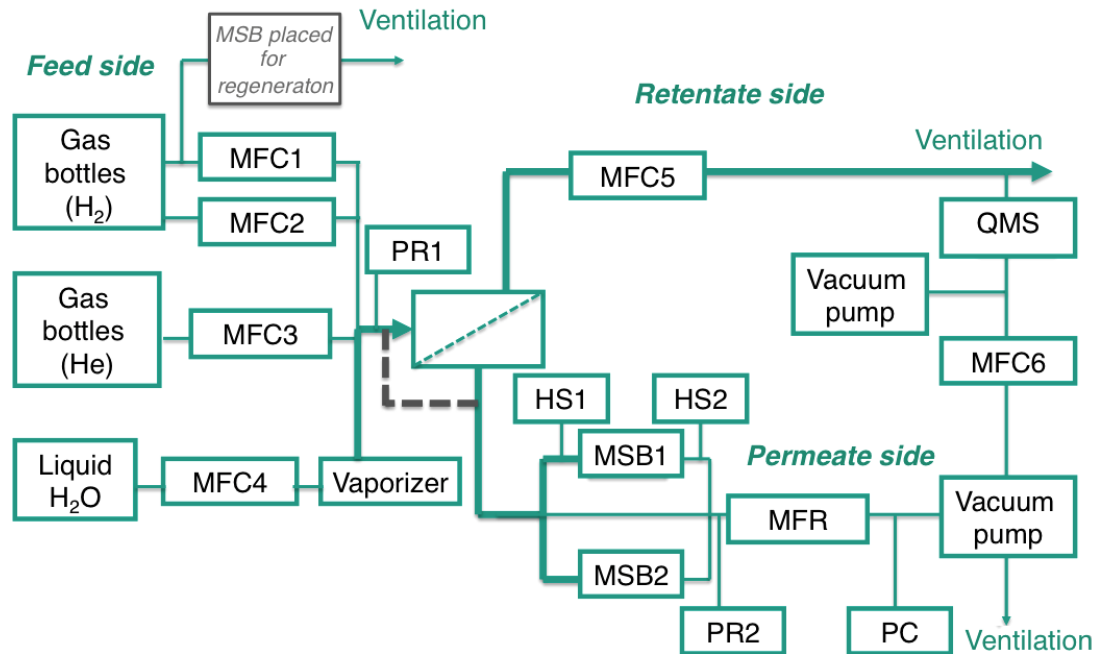 MSB placed
for
regeneraton
Ventilation
Feed side
Retentate side
Gas
bottles
(H₂)
MFC1
MFC2
MFC5
Ventilation
PR1
QMS
Gas
bottles
(He)
MFC3
Vacuum
pump
MFC6
HS1
HS2
Liquid
H₂O
MFC4
Vaporizer
MSB1
Permeate side
MFR
Vacuum
pump
MSB2
PR2
PC
Ventilation